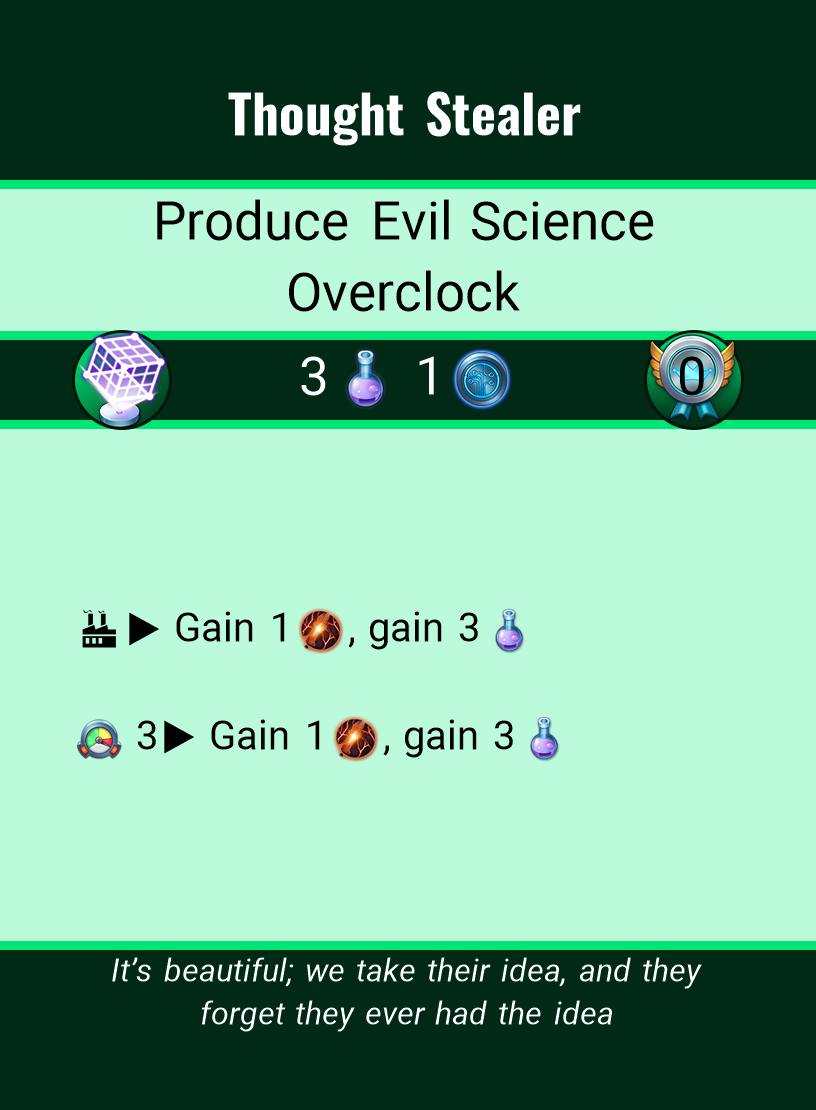 Thought Stealer
Produce Evil Science
Overclock
3 1 0
Gain 1 , gain 3
3 Gain 1 , gain 3
It's beautiful; we take their idea, and they
forget they ever had the idea